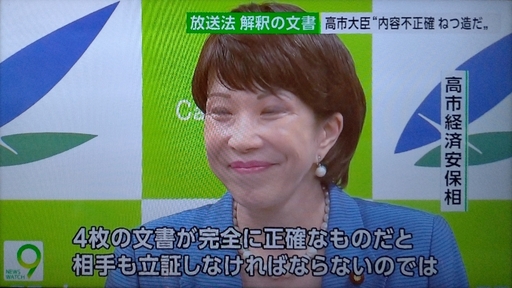 放送法 解釈の文書
高市大臣“内容不正確 ねつ造だ„
高市経済安保相
Ca
4枚の文書が完全に正確なものだと
相手も立証しなければならないのでは
NEWS
WATCH
9